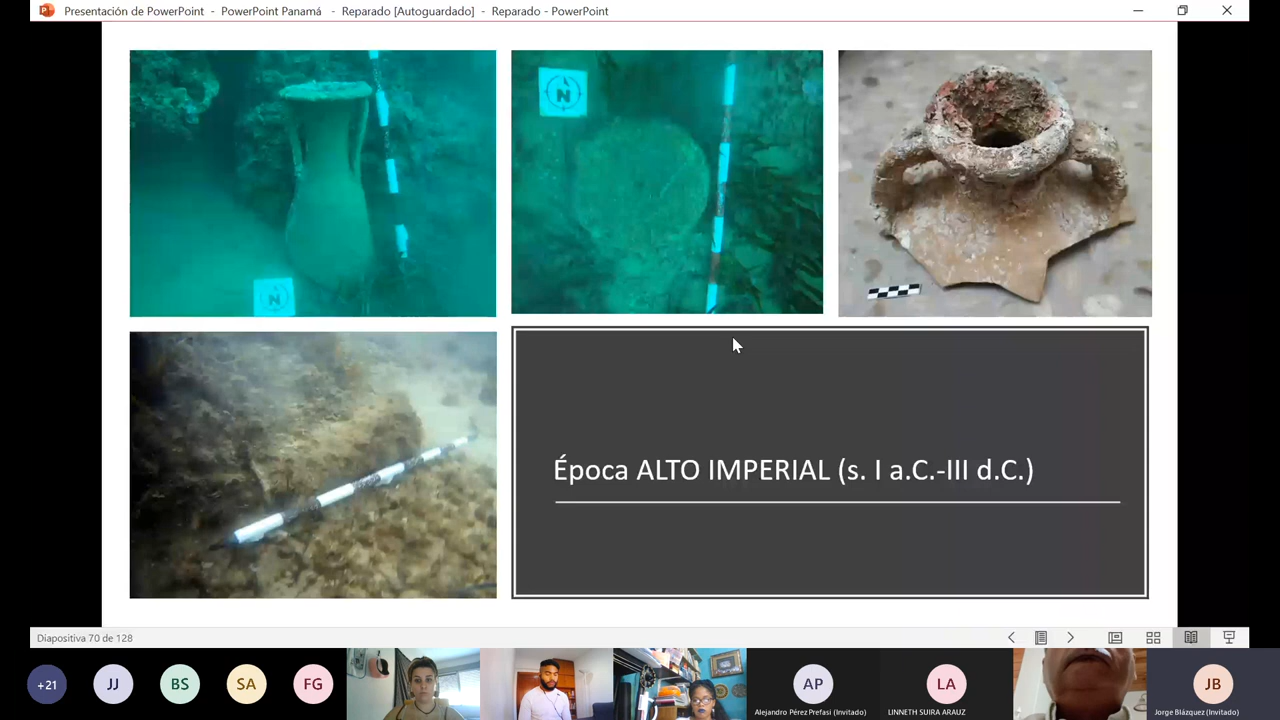 Presentación de PowerPoint - PowerPoint Panamá - Reparado [Autoguardado] - Reparado - PowerPoint
N
N
Época ALTO IMPERIAL (s. I a.C.-III d.C.)
Diapositiva 70 de 128
+21
JJ
BS
SA
FG
AP
LA
JB
Alejandro Pérez Prefasi (Invitado)
LINNETH SUIRA ARAUZ
Jorge Blázquez (Invitado)